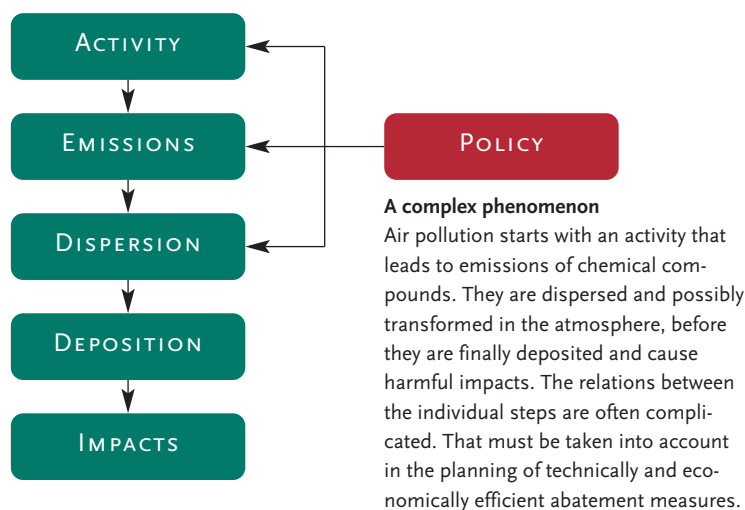 ACTIVITY
EMISSIONS
POLICY
DISPERSION
DEPOSITION
IMPACTS
A complex phenomenon
Air pollution starts with an activity that
leads to emissions of chemical com-
pounds. They are dispersed and possibly
transformed in the atmosphere, before
they are finally deposited and cause
harmful impacts. The relations between
the individual steps are often compli-
cated. That must be taken into account
in the planning of technically and eco-
nomically efficient abatement measures.